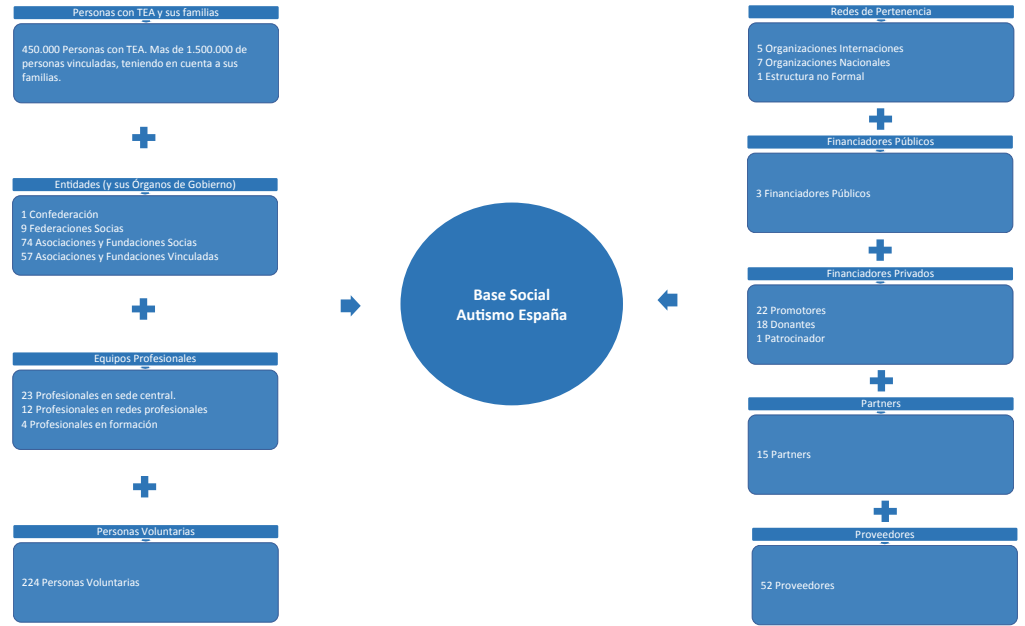 Personas con TEA y sus familias
450.000 Personas con TEA. Mas de 1.500.000 de
personas vinculadas, teniendo en cuenta a sus
familias.
Entidades (y sus Órganos de Gobierno)
1 Confederación
9 Federaciones Socias
74 Asociaciones y Fundaciones Socias
57 Asociaciones y Fundaciones Vinculadas
Equipos Profesionales
23 Profesionales en sede central.
12 Profesionales en redes profesionales
4 Profesionales en formación
Personas Voluntarias
224 Personas Voluntarias
Base Social
Autismo España
Redes de Pertenencia
5 Organizaciones Internaciones
7 Organizaciones Nacionales
1 Estructura no Formal
Financiadores Públicos
3 Financiadores Públicos
Financiadores Privados
22 Promotores
18 Donantes
1 Patrocinador
Partners
15 Partners
Proveedores
52 Proveedores